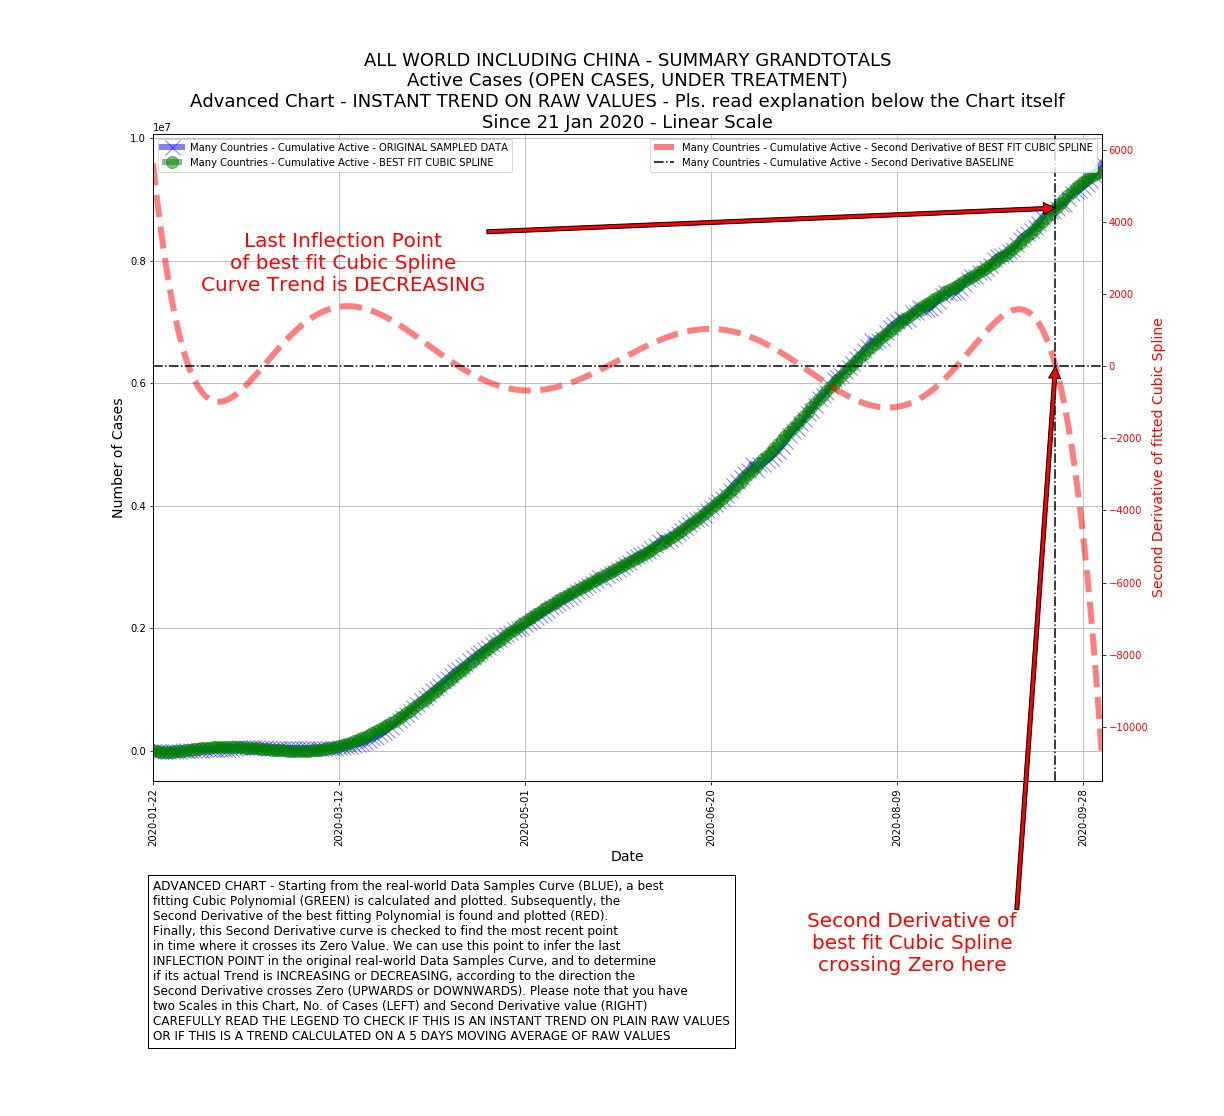 ALL WORLD INCLUDING CHINA - SUMMARY GRANDTOTALS
Active Cases (OPEN CASES, UNDER TREATMENT)
Advanced Chart - INSTANT TREND ON RAW VALUES - Pls. read explanation below the Chart itself
Since 21 Jan 2020 - Linear Scale
1e7
Many Countries - Cumulative Active - ORIGINAL SAMPLED DATA
Many Countries - Cumulative Active - BEST FIT CUBIC SPLINE
Many Countries - Cumulative Active - Second Derivative of BEST FIT CUBIC SPLINE
Many Countries - Cumulative Active - Second Derivative BASELINE
Last Inflection Point
of best fit Cubic Spline
Curve Trend is DECREASING
1.0
0.8
0.6
0.4
0.2
0.0
Number of Cases
6000
4000
2000
0
−2000
−4000
−6000
−8000
−10000
Second Derivative of fitted Cubic Spline
2020-01-22
2020-03-12
2020-05-01
2020-06-20
2020-08-09
2020-09-28
Date
ADVANCED CHART - Starting from the real-world Data Samples Curve (BLUE), a best
fitting Cubic Polynomial (GREEN) is calculated and plotted. Subsequently, the
Second Derivative of the best fitting Polynomial is found and plotted (RED).
Finally, this Second Derivative curve is checked to find the most recent point
in time where it crosses its Zero Value. We can use this point to infer the last
INFLECTION POINT in the original real-world Data Samples Curve, and to determine
if its actual Trend is INCREASING or DECREASING, according to the direction the
Second Derivative crosses Zero (UPWARDS or DOWNWARDS). Please note that you have
two Scales in this Chart, No. of Cases (LEFT) and Second Derivative value (RIGHT)
CAREFULLY READ THE LEGEND TO CHECK IF THIS IS AN INSTANT TREND ON PLAIN RAW VALUES
OR IF THIS IS A TREND CALCULATED ON A 5 DAYS MOVING AVERAGE OF RAW VALUES
Second Derivative of
best fit Cubic Spline
crossing Zero here